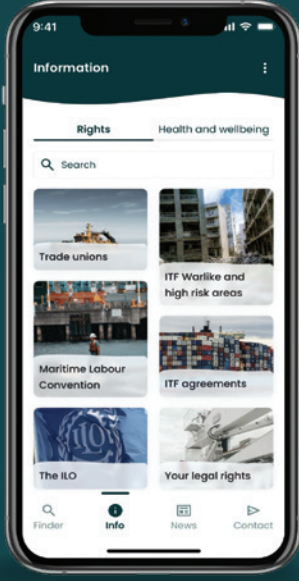 9:41
Information
Rights
Health and wellbeing
Search
Trade unions
ITF Warlike and
high risk areas
Maritime Labour
Convention
ITF agreements
ILO
The ILO
Your legal rights
Finder
Info
News
Contact